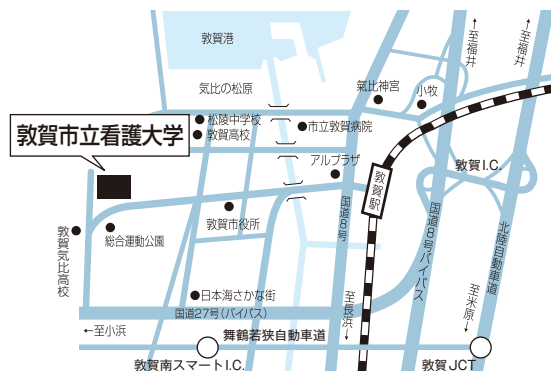 敦賀港
←至福井
←至福井
気比の松原
氣比神宮
小牧
松陵中学校
敦賀高校
市立敦賀病院
敦賀市立看護大学
アルプラザ
敦賀I.C.
敦賀駅
国道8号
国道8号バイパス
北陸自動車道
敦賀市役所
総合運動公園
敦賀気比高校
日本海さかな街
国道27号（バイパス）
至長浜→
至米原→
←至小浜
舞鶴若狭自動車道
敦賀南スマートI.C.
敦賀JCT